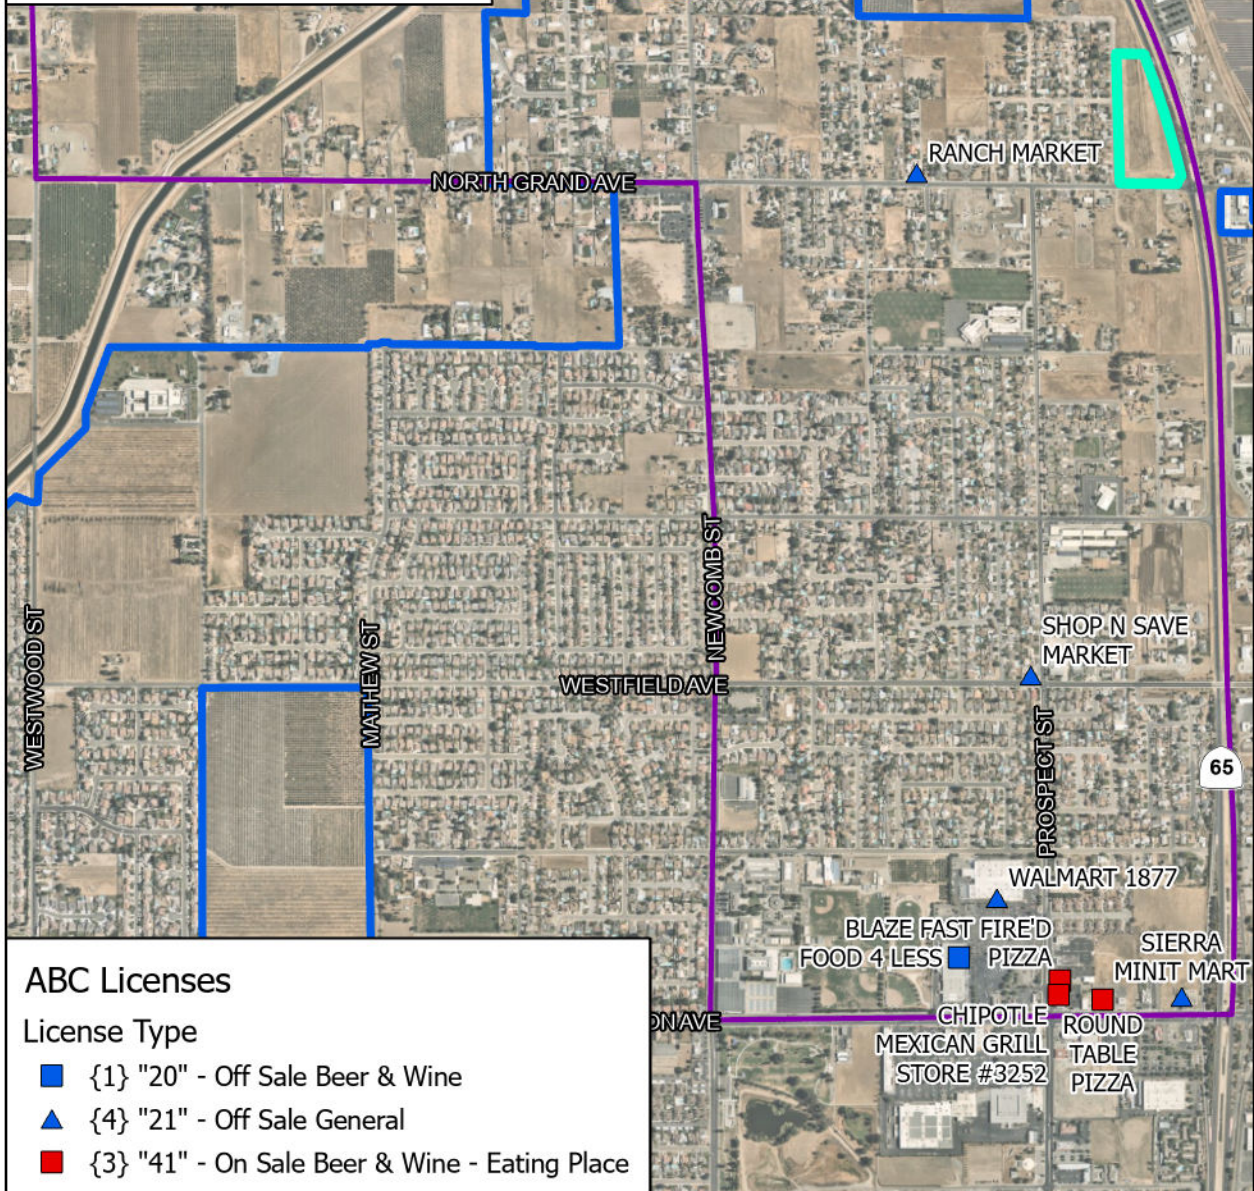 RANCH MARKET
NORTH GRAND AVE
NEWCOMB ST
WESTWOOD ST
MATHEW ST
SHOP N SAVE
MARKET
WESTFIELD AVE
PROSPECT ST
65
WALMART 1877
BLAZE FAST FIRE'D
PIZZA
FOOD 4 LESS
SIERRA
MINIT MART
CHIPOTLE
MEXICAN GRILL
STORE #3252
ROUND
TABLE
PIZZA
ON AVE
ABC Licenses
License Type
{1} "20" - Off Sale Beer & Wine
{4} "21" - Off Sale General
{3} "41" - On Sale Beer & Wine - Eating Place